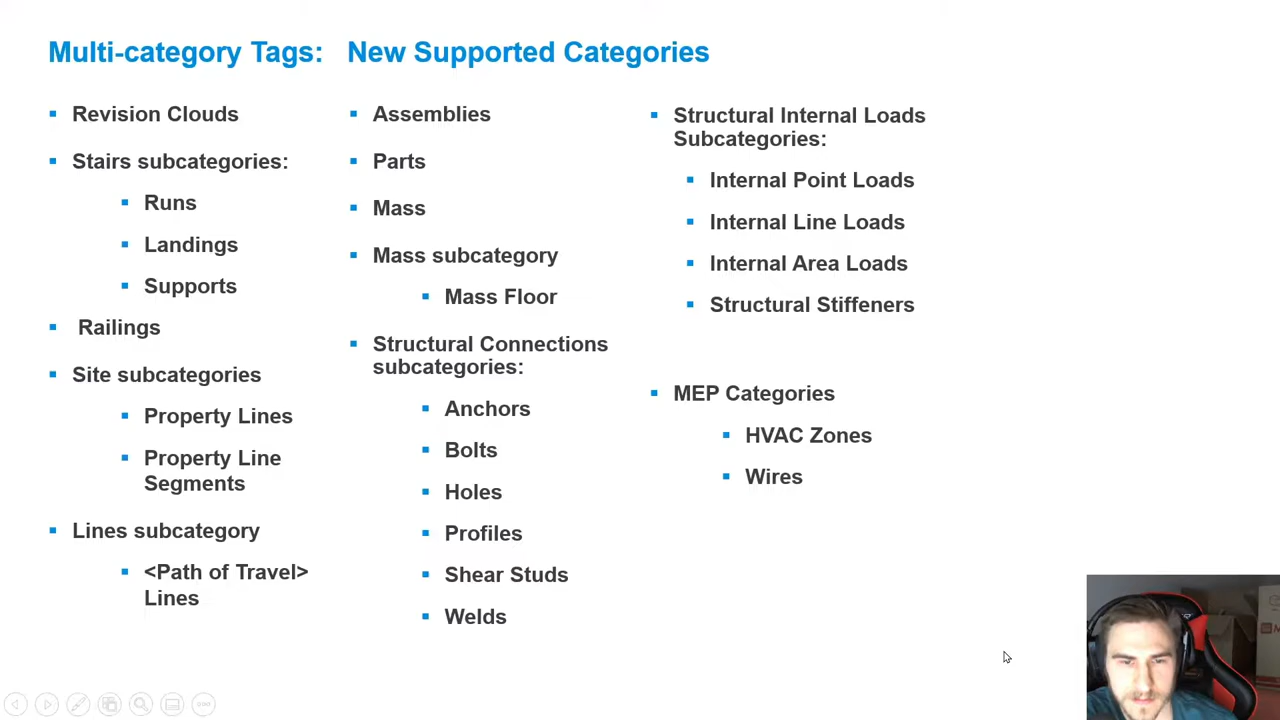 Multi-category Tags: New Supported Categories
Revision Clouds
Stairs subcategories:
Runs
Landings
Supports
Railings
Site subcategories
Property Lines
Property Line
Segments
Lines subcategory
<Path of Travel>
Lines
Assemblies
Parts
Mass
Mass subcategory
Mass Floor
Structural Connections
subcategories:
Anchors
Bolts
Holes
Profiles
Shear Studs
Welds
Structural Internal Loads
Subcategories:
Internal Point Loads
Internal Line Loads
Internal Area Loads
Structural Stiffeners
MEP Categories
HVAC Zones
Wires